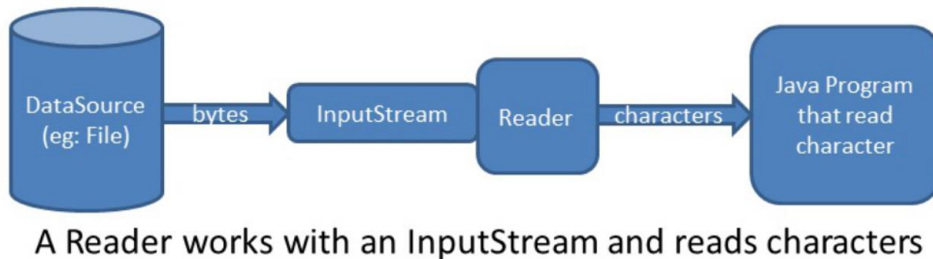 DataSource
(eg: File)
bytes
InputStream
Reader
characters
Java Program
that read
character
A Reader works with an InputStream and reads characters